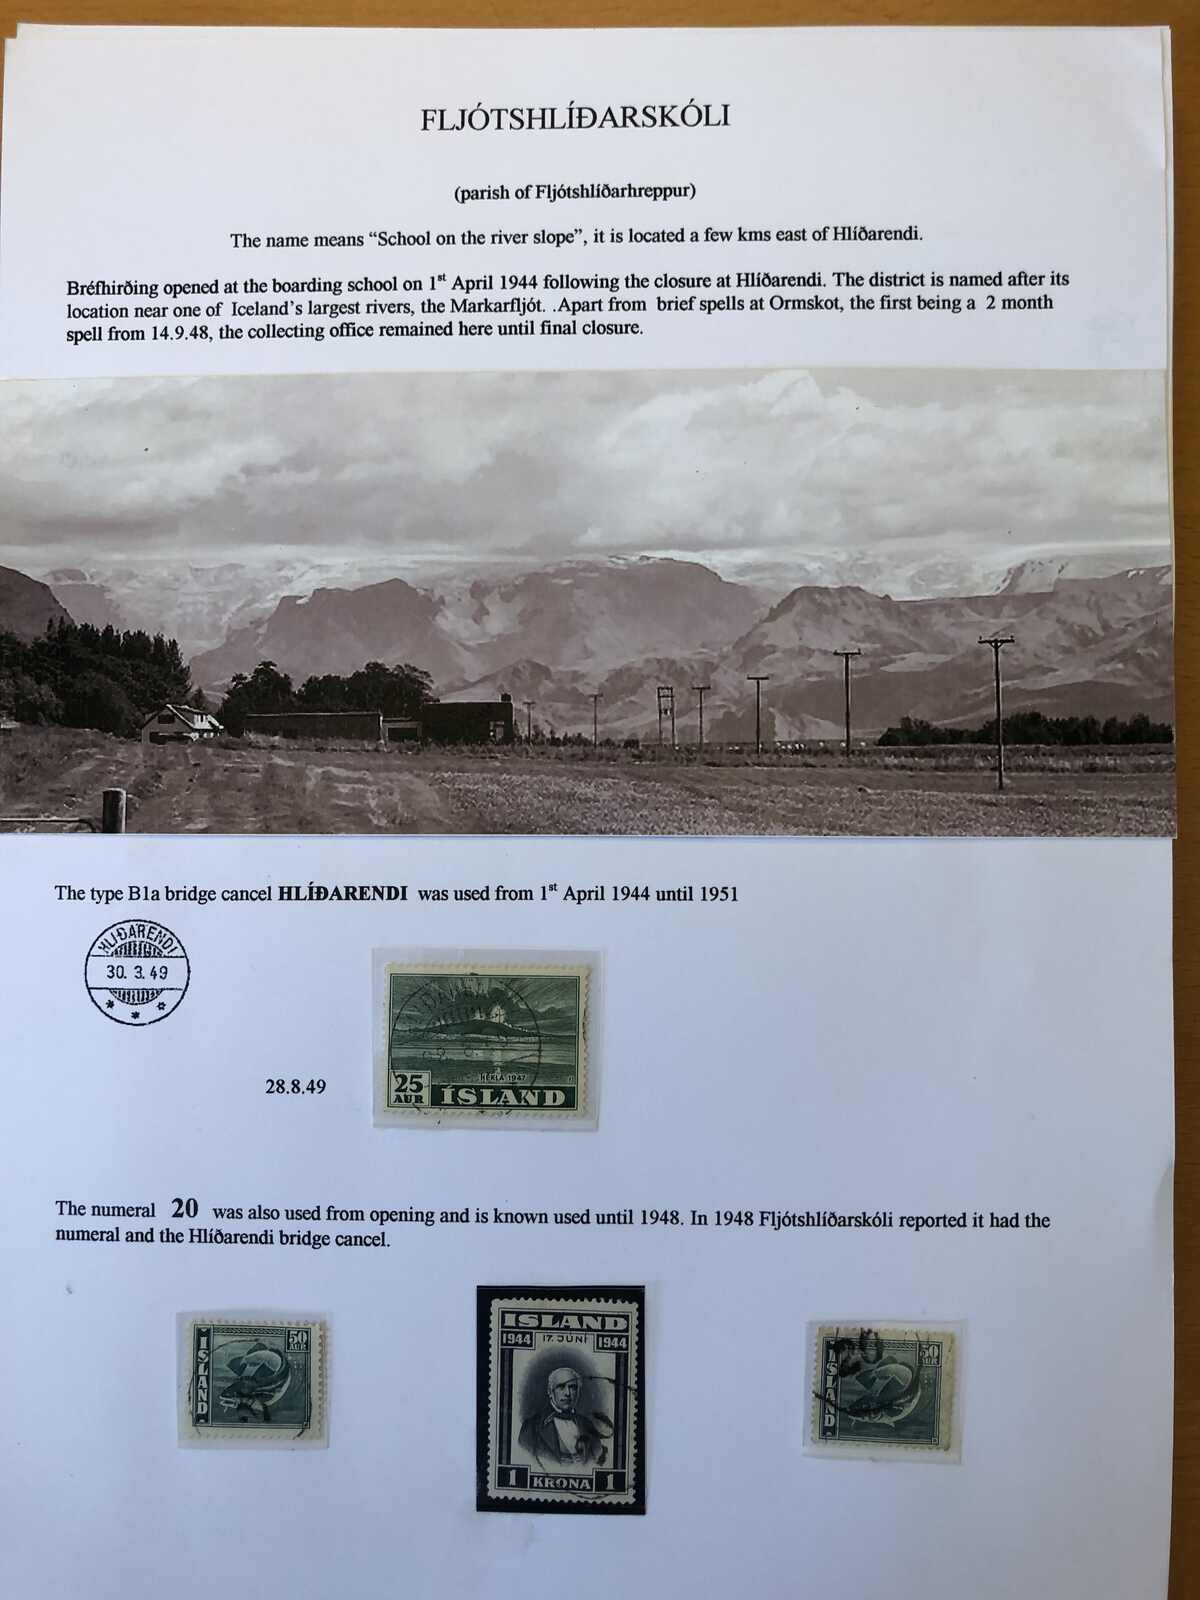 FLJÓTSHLÍÐARSKÓLI
(parish of Fljótshlíðarhreppur)
The name means “School on the river slope”, it is located a few kms east of Hlíðarendi.
Bréfhirðing opened at the boarding school on 1st April 1944 following the closure at Hlíðarendi. The district is named after its
location near one of Iceland's largest rivers, the Markarfljót. .Apart from brief spells at Ormskot, the first being a 2 month
spell from 14.9.48, the collecting office remained here until final closure.
The type B1a bridge cancel HLÍÐARENDI was used from 1st April 1944 until 1951
HLIÐARENDI
30. 3. 49
28.8.49
HEKLA 1947
25
AUR
ÍSLAND
The numeral 20 was also used from opening and is known used until 1948. In 1948 Fljótshlíðarskóli reported it had the
numeral and the Hlíðarendi bridge cancel.
ÍSLAND
50
AUR
ISLAND
1944 17. JUNI 1944
1 KRONA 1
ÍSLAND
50
AUR
20